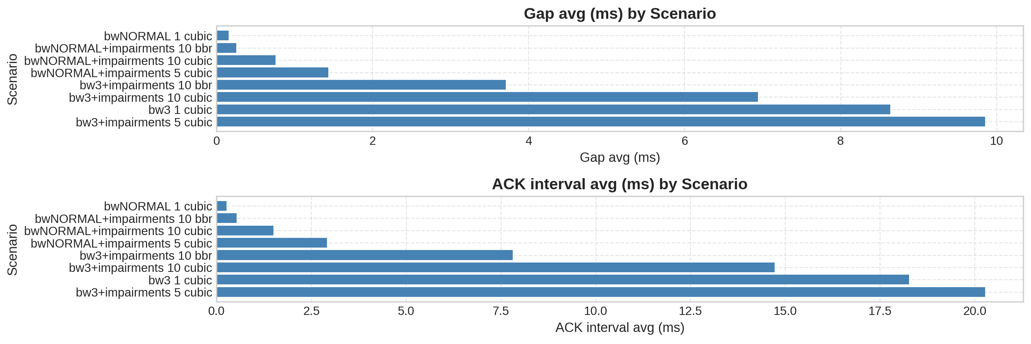 Gap avg (ms) by Scenario
Scenario
bwNORMAL 1 cubic
bwNORMAL+impairments 10 bbr
bwNORMAL+impairments 10 cubic
bwNORMAL+impairments 5 cubic
bw3+impairments 10 bbr
bw3+impairments 10 cubic
bw3 1 cubic
bw3+impairments 5 cubic
0 2 4 6 8 10
Gap avg (ms)
ACK interval avg (ms) by Scenario
Scenario
bwNORMAL 1 cubic
bwNORMAL+impairments 10 bbr
bwNORMAL+impairments 10 cubic
bwNORMAL+impairments 5 cubic
bw3+impairments 10 bbr
bw3+impairments 10 cubic
bw3 1 cubic
bw3+impairments 5 cubic
0.0 2.5 5.0 7.5 10.0 12.5 15.0 17.5 20.0
ACK interval avg (ms)